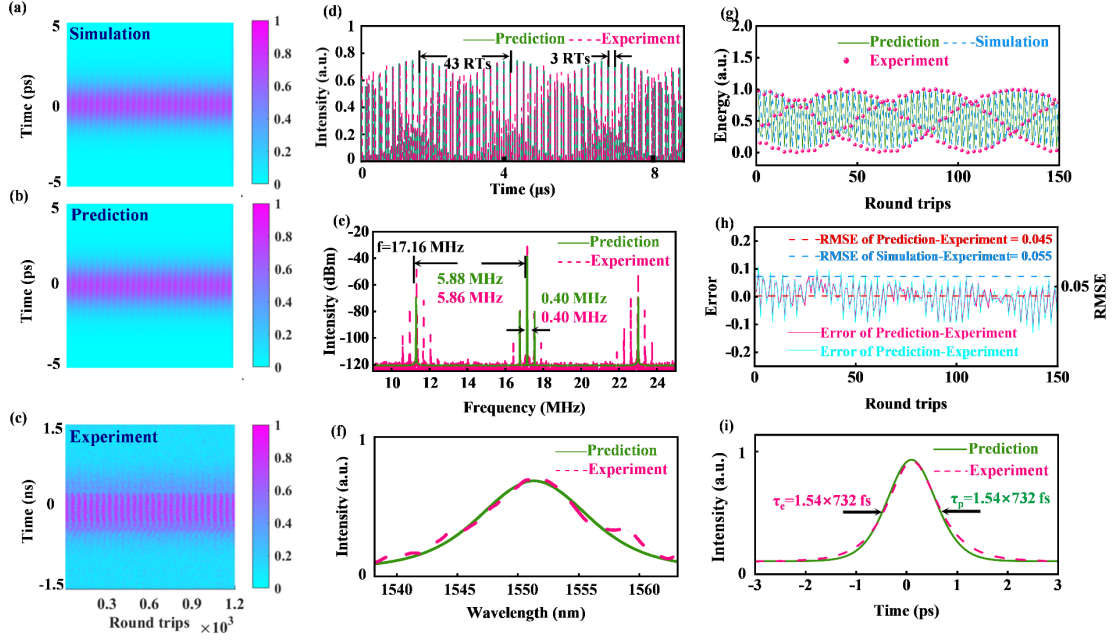 (a)
5
Simulation
Time (ps)
0
-5
1
0.8
0.6
0.4
0.2
0
(b)
5
Prediction
Time (ps)
0
-5
1
0.8
0.6
0.4
0.2
0
(c)
1.5
Experiment
Time (ns)
0
-1.5
1
0.8
0.6
0.4
0.2
0
0.3 0.6 0.9 1.2
Round trips ×10³
(d)
Prediction Experiment
43 RTs 3 RTs
Intensity (a.u.)
1
0.8
0.6
0.4
0.2
0
0 4 8
Time (μs)
(e)
Prediction
Experiment
f=17.16 MHz
5.88 MHz
5.86 MHz
0.40 MHz
0.40 MHz
Intensity (dBm)
-20
-40
-60
-80
-100
-120
10 12 14 16 18 20 22 24
Frequency (MHz)
(f)
Prediction
Experiment
Intensity (a.u.)
1
0
1540 1545 1550 1555 1560
Wavelength (nm)
(g)
Prediction Simulation
Experiment
Energy (a.u.)
2.0
1.5
1.0
0.5
0.0
0 50 100 150
Round trips
(h)
RMSE of Prediction-Experiment = 0.045
RMSE of Simulation-Experiment = 0.055
Error of Prediction-Experiment
Error of Prediction-Experiment
Error
0.2
0.1
0.0
-0.1
-0.2
0.05
RMSE
0 50 100 150
Round trips
(i)
Prediction
Experiment
τe=1.54×732 fs
τp=1.54×732 fs
Intensity (a.u.)
1
0
-3 -2 -1 0 1 2 3
Time (ps)